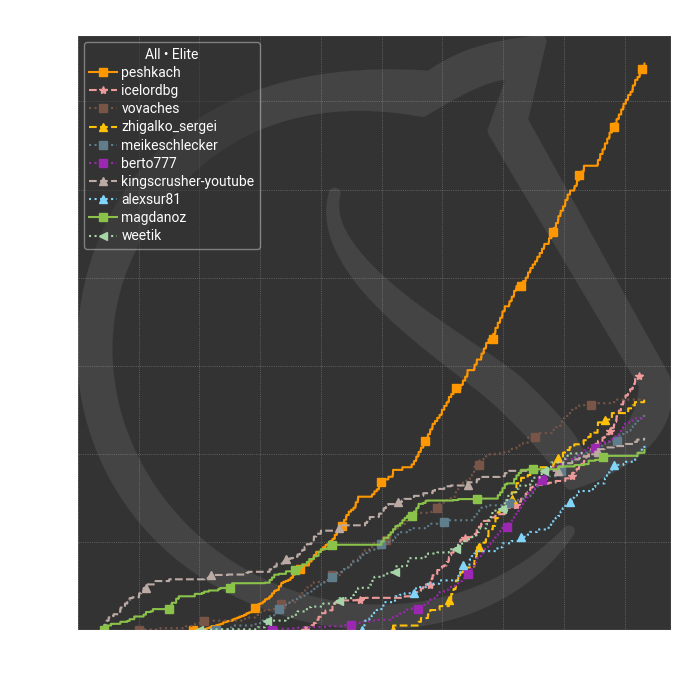 All • Elite
peshkach
icelordbg
vovaches
zhigalko_sergei
meikeschlecker
berto777
kingscrusher-youtube
alexsur81
magdanoz
weetik